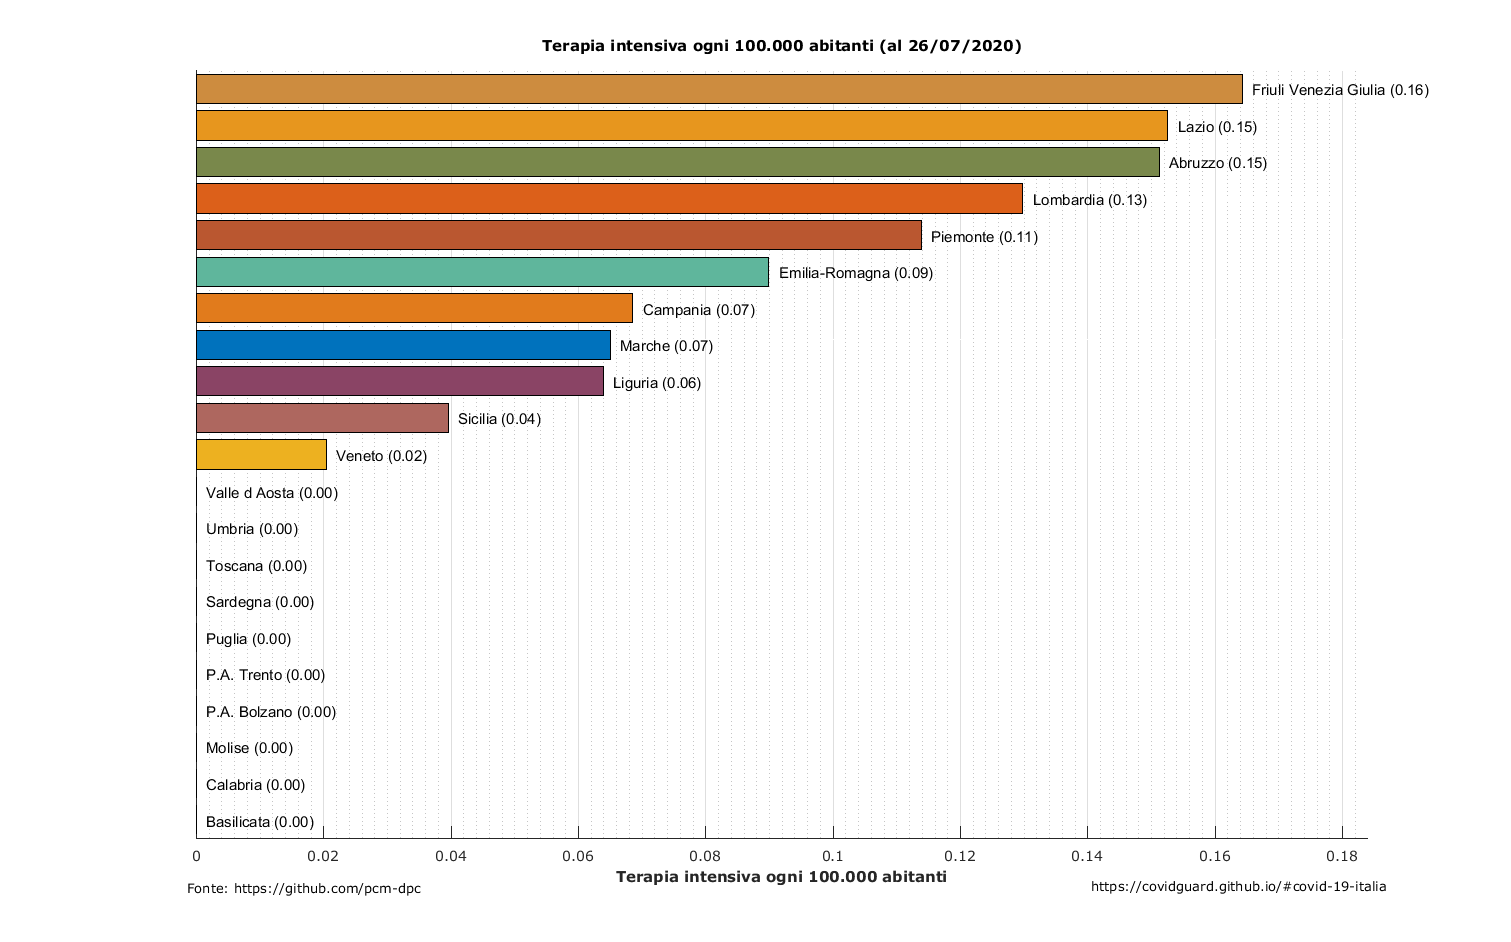 Terapia intensiva ogni 100.000 abitanti (al 26/07/2020)
Friuli Venezia Giulia (0.16)
Lazio (0.15)
Abruzzo (0.15)
Lombardia (0.13)
Piemonte (0.11)
Emilia-Romagna (0.09)
Campania (0.07)
Marche (0.07)
Liguria (0.06)
Sicilia (0.04)
Veneto (0.02)
Valle d Aosta (0.00)
Umbria (0.00)
Toscana (0.00)
Sardegna (0.00)
Puglia (0.00)
P.A. Trento (0.00)
P.A. Bolzano (0.00)
Molise (0.00)
Calabria (0.00)
Basilicata (0.00)
0 0.02 0.04 0.06 0.08 0.1 0.12 0.14 0.16 0.18
Terapia intensiva ogni 100.000 abitanti
Fonte: https://github.com/pcm-dpc
https://covidguard.github.io/#covid-19-italia